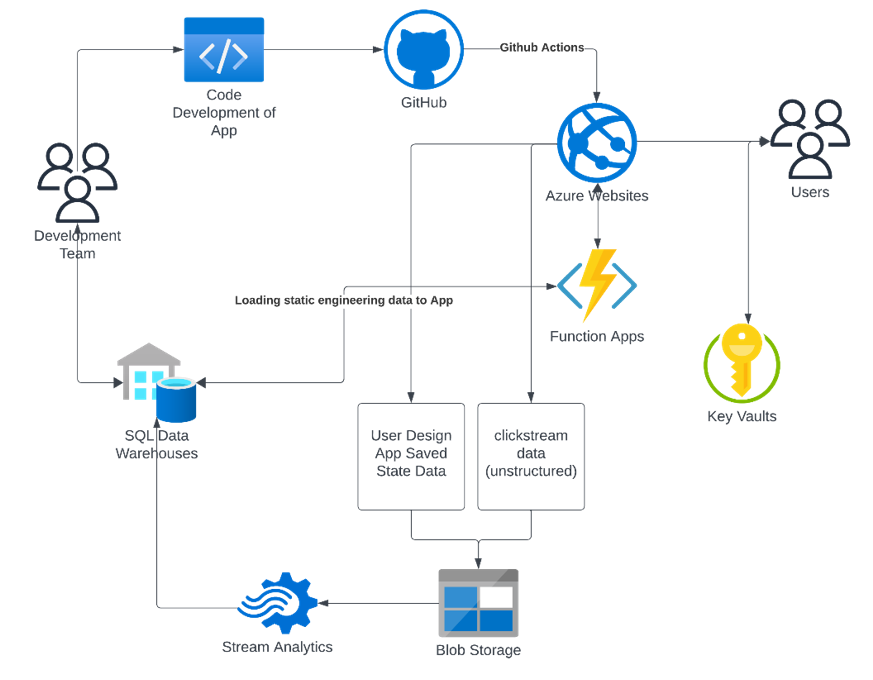 Github Actions
Code
Development of
App
GitHub
Azure Websites
Users
Development
Team
Loading static engineering data to App
Function Apps
Key Vaults
SQL Data
Warehouses
User Design
App Saved
State Data
clickstream
data
(unstructured)
Stream Analytics
Blob Storage